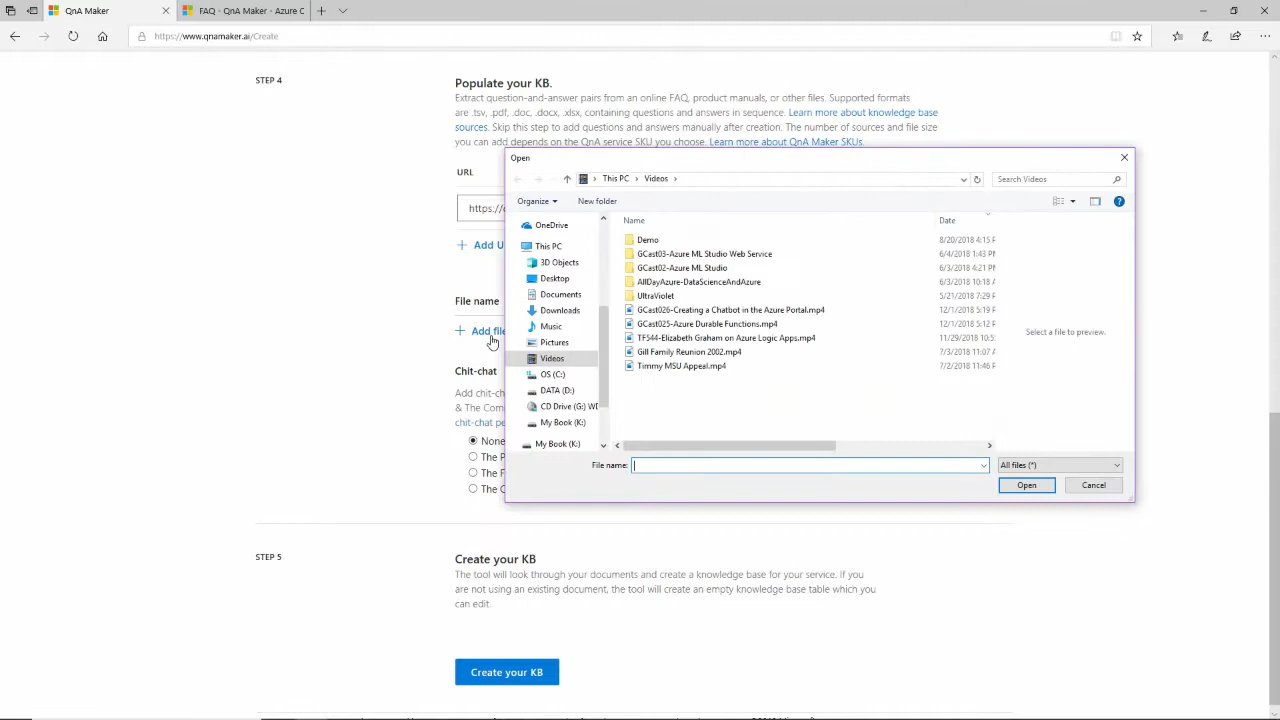 QnA Maker
FAQ - QnA Maker - Azure C
https://www.qnamaker.ai/Create
STEP 4
Populate your KB.
Extract question-and-answer pairs from an online FAQ, product manuals, or other files. Supported formats
are .tsv, .pdf, .doc, .docx, .xlsx, containing questions and answers in sequence. Learn more about knowledge base
sources. Skip this step to add questions and answers manually after creation. The number of sources and file size
you can add depends on the QnA service SKU you choose. Learn more about QnA Maker SKUs.
URL
https://
Add U
File name
Add file
Chit-chat
Add chit-ch
& The Com
chit-chat pe
None
The P
The F
The C
Open
This PC
Videos
Search Videos
Organize
New folder
OneDrive
This PC
3D Objects
Desktop
Documents
Downloads
Music
Pictures
Videos
OS (C:)
DATA (D:)
CD Drive (G:) WD
My Book (K:)
My Book (K:)
Name Date
Demo 8/20/2018 4:15 P
GCast03-Azure ML Studio Web Service 6/4/2018 1:43 PM
GCast02-Azure ML Studio 6/3/2018 4:21 PM
AllDayAzure-DataScienceAndAzure 6/3/2018 10:18 A
UltraViolet 5/21/2018 7:29 P
GCast026-Creating a Chatbot in the Azure Portal.mp4 12/1/2018 5:19 P
GCast025-Azure Durable Functions.mp4 12/1/2018 5:12 P
TF544-Elizabeth Graham on Azure Logic Apps.mp4 11/29/2018 10:5
Gill Family Reunion 2002.mp4 7/3/2018 11:07 A
Timmy MSU Appeal.mp4 7/2/2018 11:46 P
Select a file to preview.
File name:
All files (*)
Open
Cancel
STEP 5
Create your KB
The tool will look through your documents and create a knowledge base for your service. If you
are not using an existing document, the tool will create an empty knowledge base table which you
can edit.
Create your KB